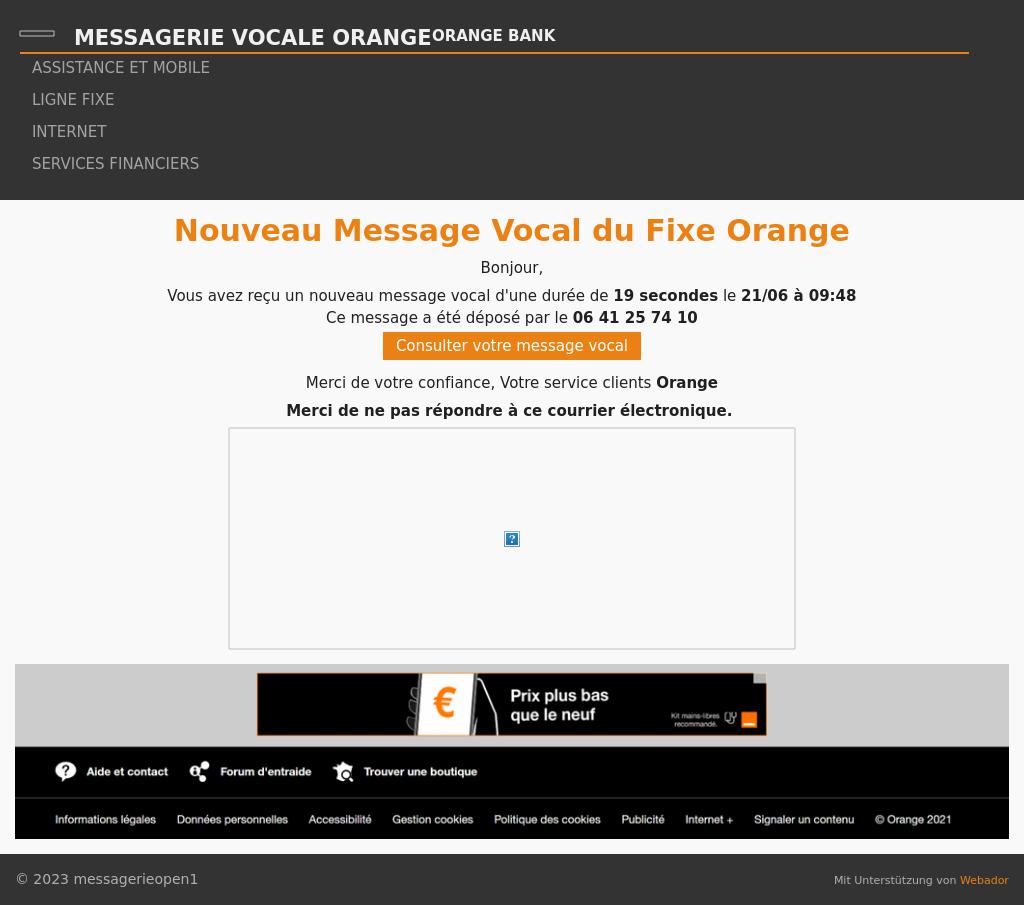 MESSAGERIE VOCALE ORANGE ORANGE BANK
ASSISTANCE ET MOBILE
LIGNE FIXE
INTERNET
SERVICES FINANCIERS
Nouveau Message Vocal du Fixe Orange
Bonjour,
Vous avez reçu un nouveau message vocal d'une durée de 19 secondes le 21/06 à 09:48
Ce message a été déposé par le 06 41 25 74 10
Consulter votre message vocal
Merci de votre confiance, Votre service clients Orange
Merci de ne pas répondre à ce courrier électronique.
€
Prix plus bas
que le neuf
Kit mains-libres
recommandé.
Aide et contact Forum d'entraide Trouver une boutique
Informations légales Données personnelles Accessibilité Gestion cookies Politique des cookies Publicité Internet + Signaler un contenu © Orange 2021
© 2023 messagerieopen1
Mit Unterstützung von Webador